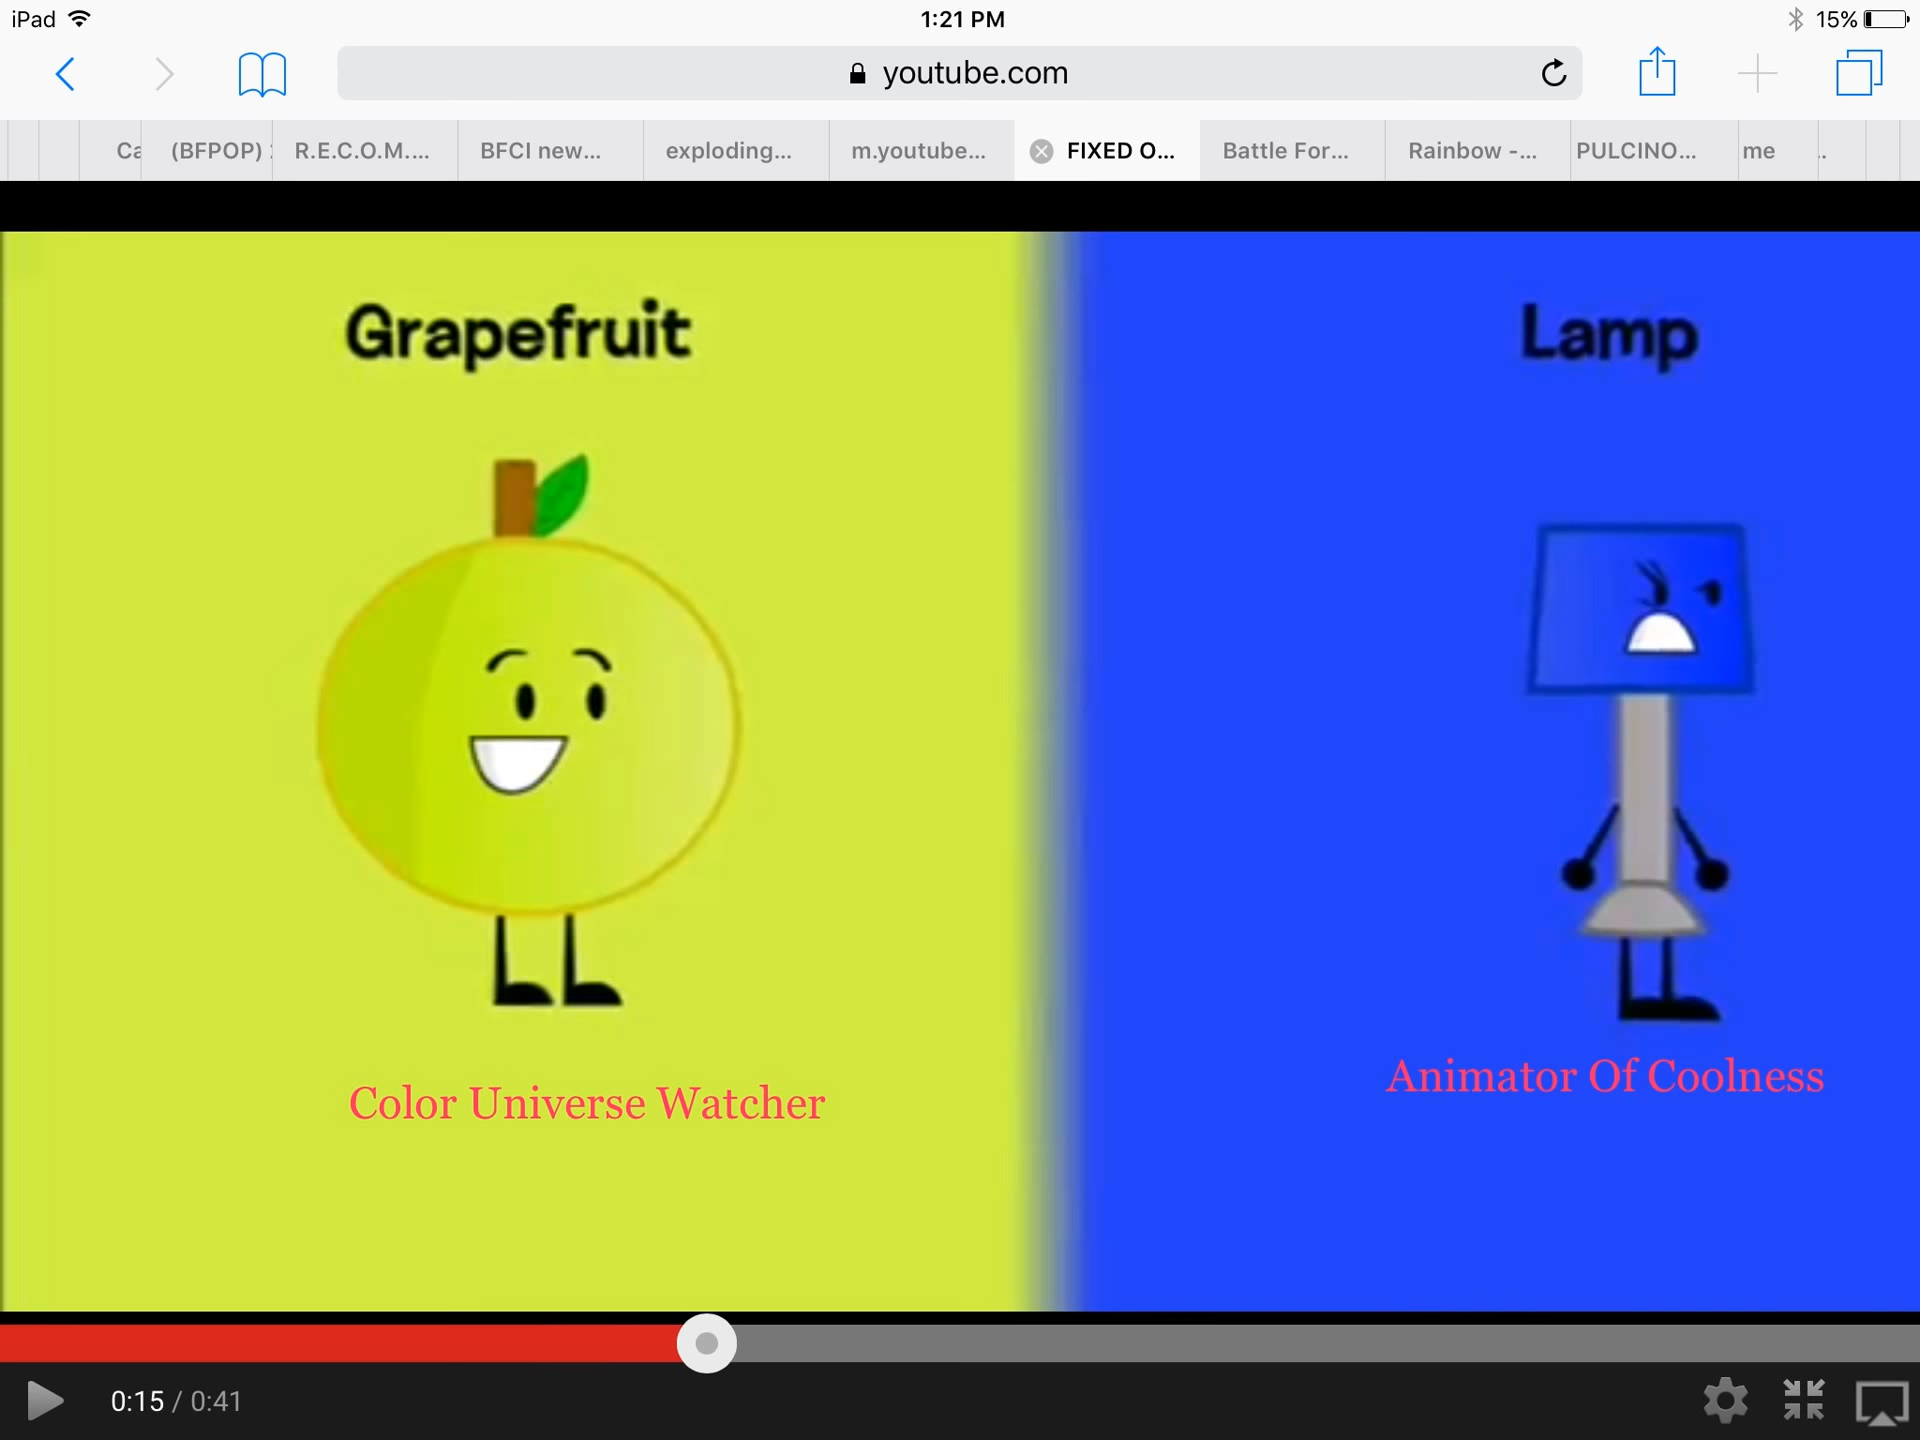 iPad 1:21 PM 15%
youtube.com
Ca (BFPOP) R.E.C.O.M.... BFCI new... exploding... m.youtube... FIXED O... Battle For... Rainbow -... PULCINO... me ..
Grapefruit Lamp
Color Universe Watcher Animator Of Coolness
0:15 / 0:41